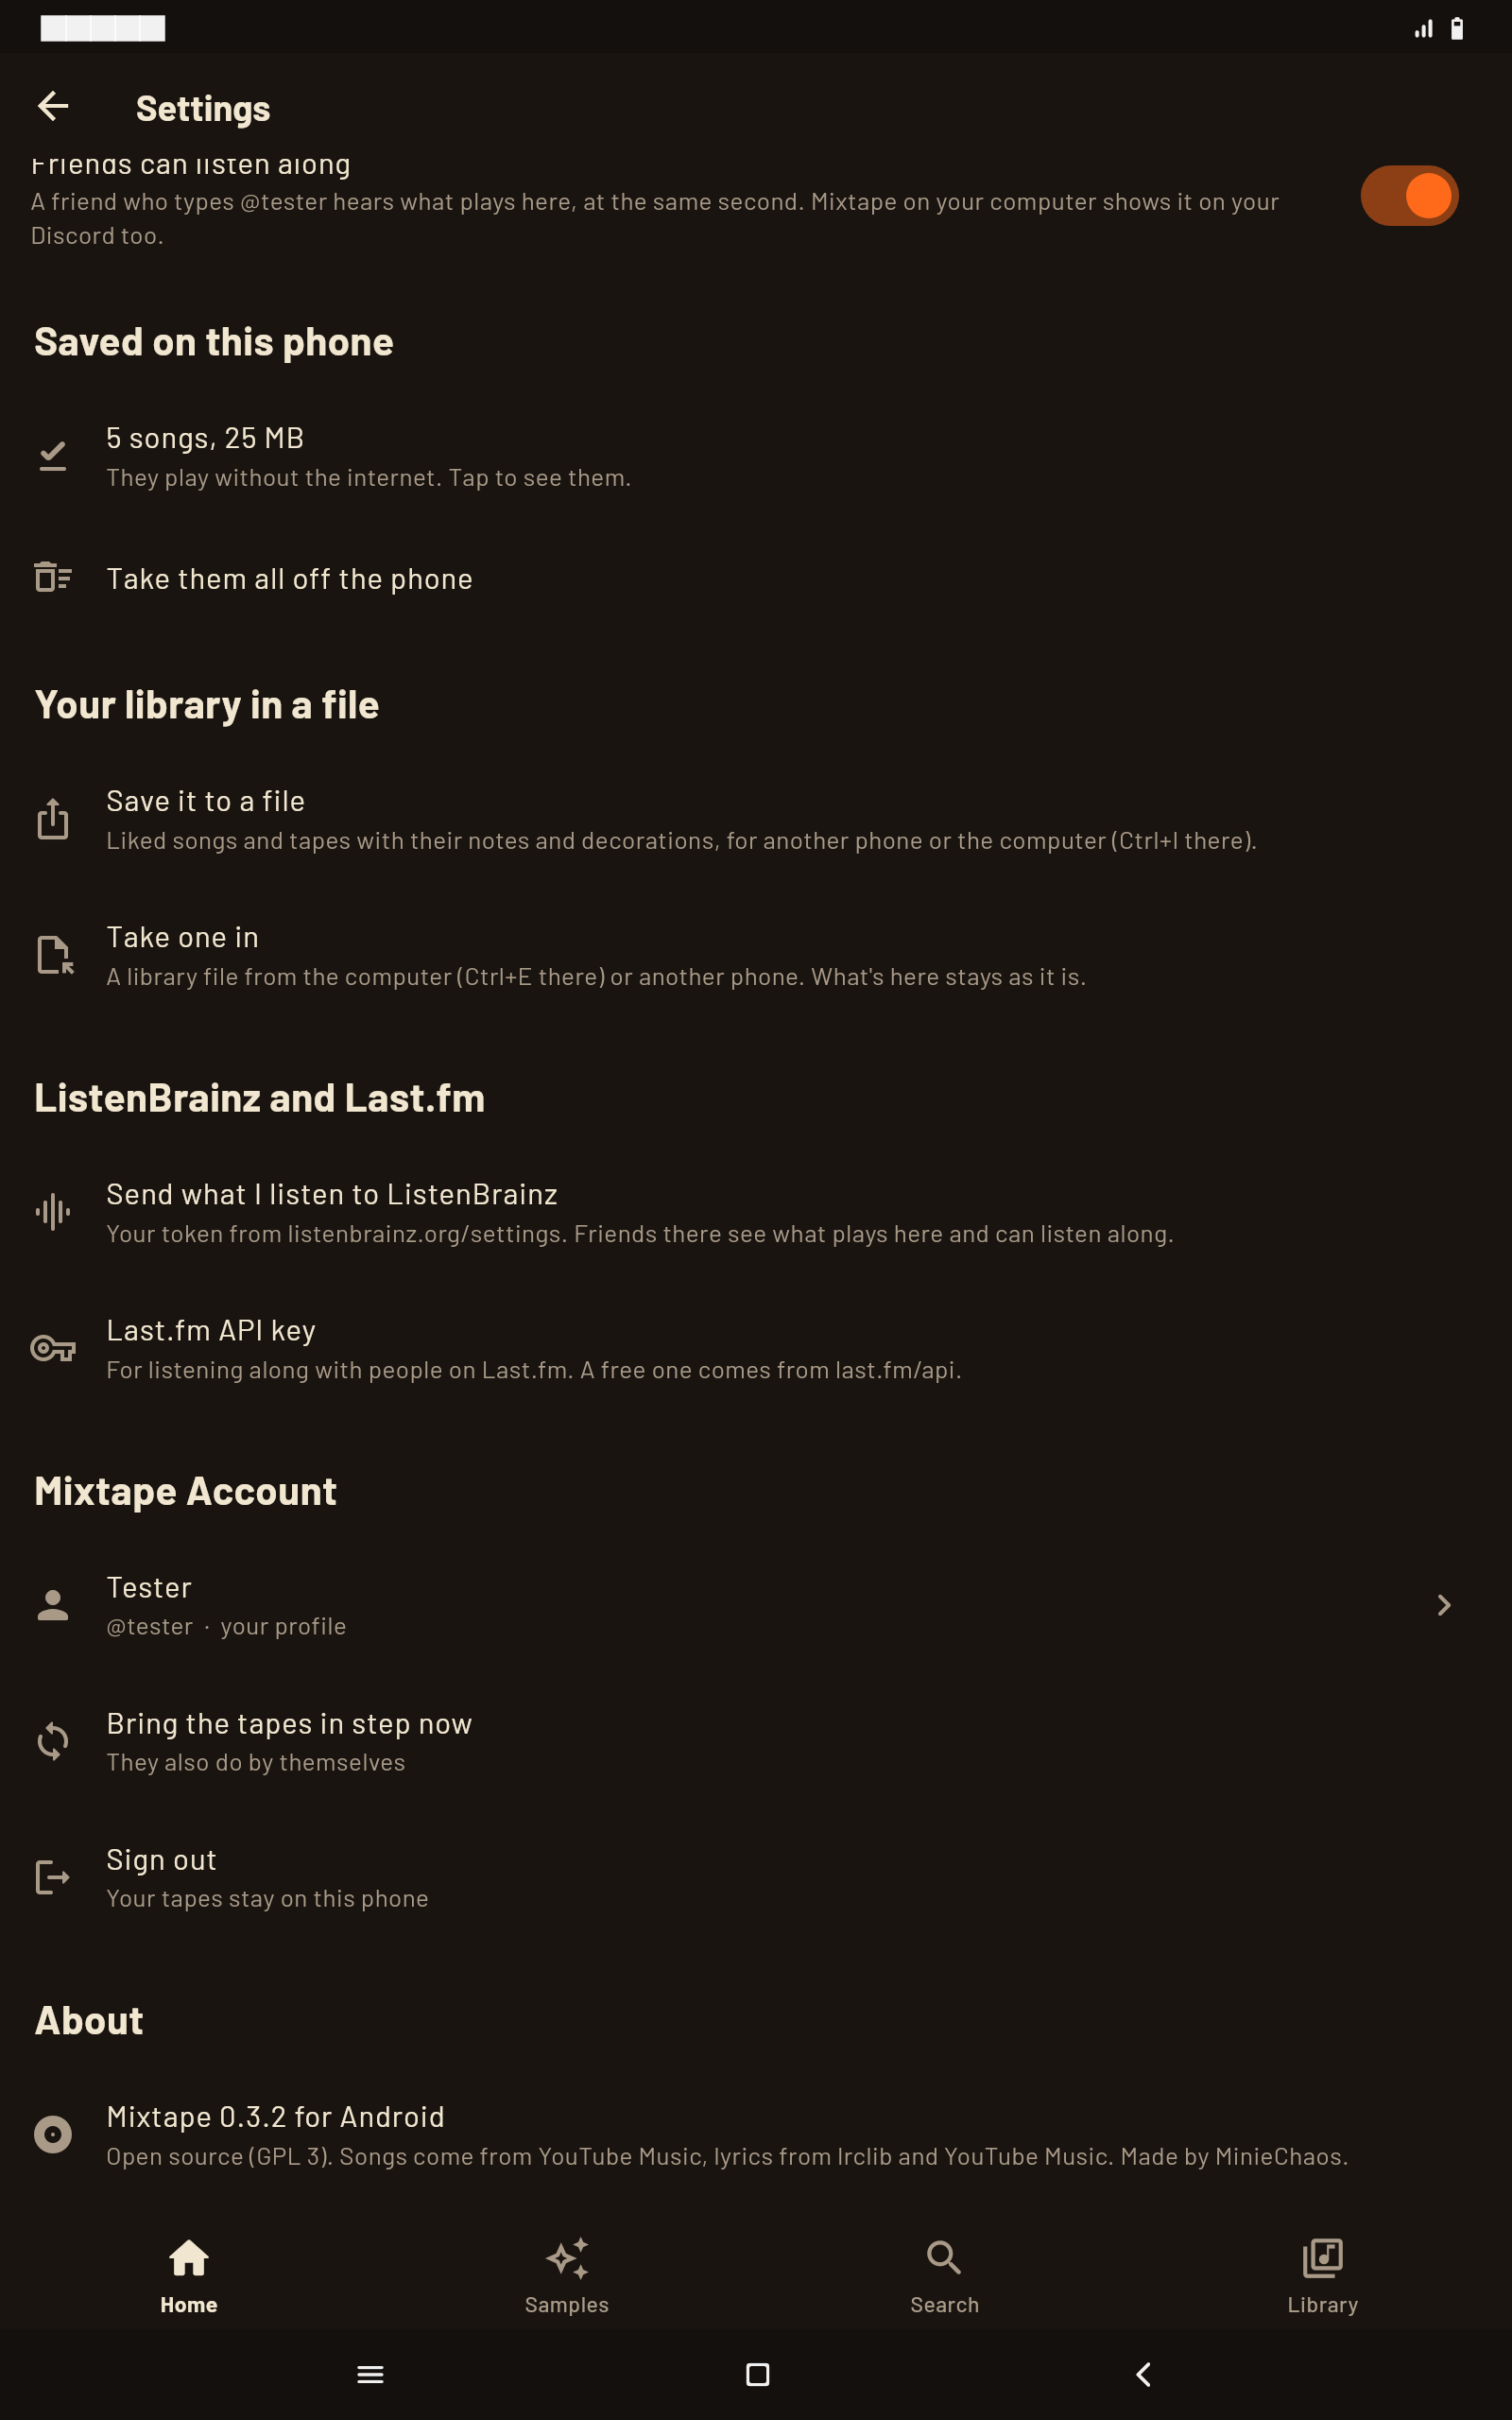 Settings
Friends can listen along
A friend who types @tester hears what plays here, at the same second. Mixtape on your computer shows it on your
Discord too.
Saved on this phone
5 songs, 25 MB
They play without the internet. Tap to see them.
Take them all off the phone
Your library in a file
Save it to a file
Liked songs and tapes with their notes and decorations, for another phone or the computer (Ctrl+I there).
Take one in
A library file from the computer (Ctrl+E there) or another phone. What's here stays as it is.
ListenBrainz and Last.fm
Send what I listen to ListenBrainz
Your token from listenbrainz.org/settings. Friends there see what plays here and can listen along.
Last.fm API key
For listening along with people on Last.fm. A free one comes from last.fm/api.
Mixtape Account
Tester
@tester · your profile
Bring the tapes in step now
They also do by themselves
Sign out
Your tapes stay on this phone
About
Mixtape 0.3.2 for Android
Open source (GPL 3). Songs come from YouTube Music, lyrics from lrclib and YouTube Music. Made by MinieChaos.
Home
Samples
Search
Library